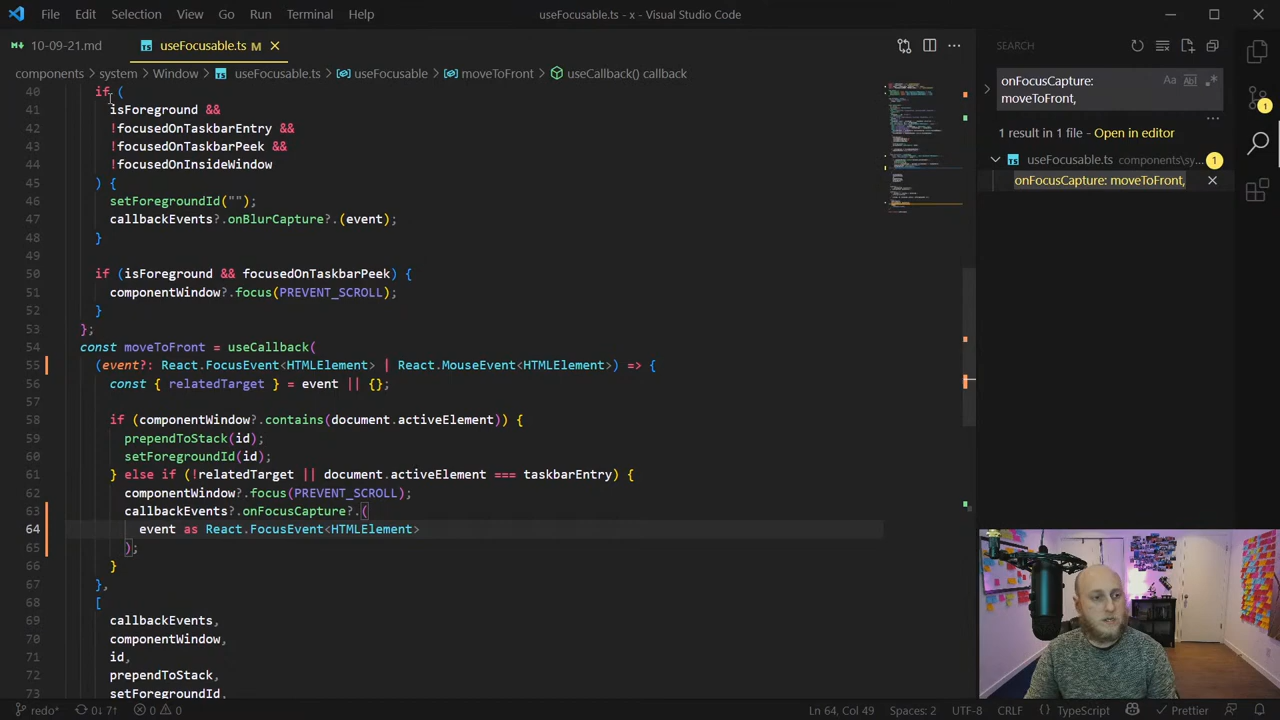 File Edit Selection View Go Run Terminal Help
useFocusable.ts - x - Visual Studio Code
10-09-21.md
TS useFocusable.ts M
components > system > Window > TS useFocusable.ts > useFocusable > moveToFront > useCallback() callback
40 if (
41 isForeground &&
42 !focusedOnTaskbarEntry &&
43 !focusedOnTaskbarPeek &&
44 !focusedOnInsideWindow
45 ) {
46 setForegroundId("");
47 callbackEvents?.onBlurCapture?.(event);
48 }
49
50 if (isForeground && focusedOnTaskbarPeek) {
51 componentWindow?.focus(PREVENT_SCROLL);
52 }
53 };
54 const moveToFront = useCallback(
55 (event?: React.FocusEvent<HTMLElement> | React.MouseEvent<HTMLElement>) => {
56 const { relatedTarget } = event || {};
57
58 if (componentWindow?.contains(document.activeElement)) {
59 prependToStack(id);
60 setForegroundId(id);
61 } else if (!relatedTarget || document.activeElement === taskbarEntry) {
62 componentWindow?.focus(PREVENT_SCROLL);
63 callbackEvents?.onFocusCapture?.(
64 event as React.FocusEvent<HTMLElement>
65 );
66 }
67 },
68 [
69 callbackEvents,
70 componentWindow,
71 id,
72 prependToStack,
73 setForegroundId,
SEARCH
onFocusCapture:
moveToFront,
Aa Abl .*
1 result in 1 file - Open in editor
TS useFocusable.ts components\sy... 1
onFocusCapture: moveToFront,
1
redo* 0↓ 7↑ 0 0
Ln 64, Col 49 Spaces: 2 UTF-8 CRLF TypeScript Prettier